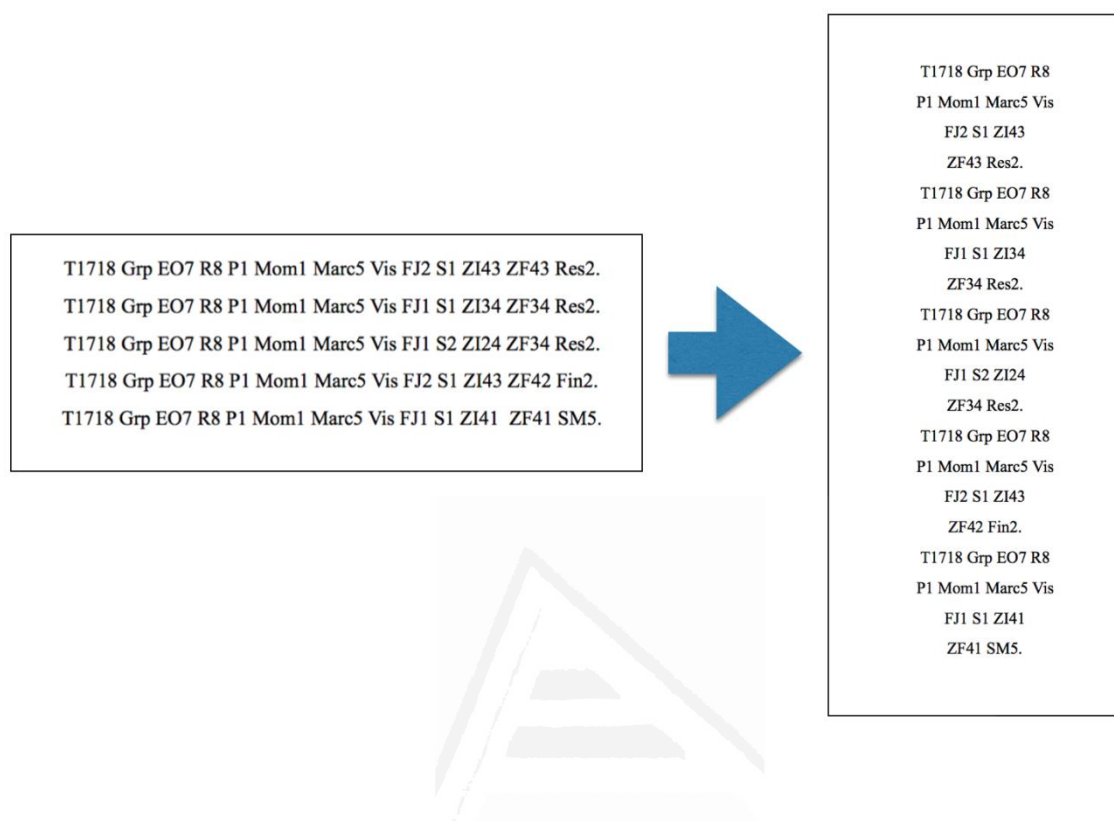 T1718 Grp EO7 R8 P1 Mom1 Marc5 Vis FJ2 S1 ZI43 ZF43 Res2.
T1718 Grp EO7 R8 P1 Mom1 Marc5 Vis FJ1 S1 ZI34 ZF34 Res2.
T1718 Grp EO7 R8 P1 Mom1 Marc5 Vis FJ1 S2 ZI24 ZF34 Res2.
T1718 Grp EO7 R8 P1 Mom1 Marc5 Vis FJ2 S1 ZI43 ZF42 Fin2.
T1718 Grp EO7 R8 P1 Mom1 Marc5 Vis FJ1 S1 ZI41 ZF41 SM5.
T1718 Grp EO7 R8
P1 Mom1 Marc5 Vis
FJ2 S1 ZI43
ZF43 Res2.
T1718 Grp EO7 R8
P1 Mom1 Marc5 Vis
FJ1 S1 ZI34
ZF34 Res2.
T1718 Grp EO7 R8
P1 Mom1 Marc5 Vis
FJ1 S2 ZI24
ZF34 Res2.
T1718 Grp EO7 R8
P1 Mom1 Marc5 Vis
FJ2 S1 ZI43
ZF42 Fin2.
T1718 Grp EO7 R8
P1 Mom1 Marc5 Vis
FJ1 S1 ZI41
ZF41 SM5.